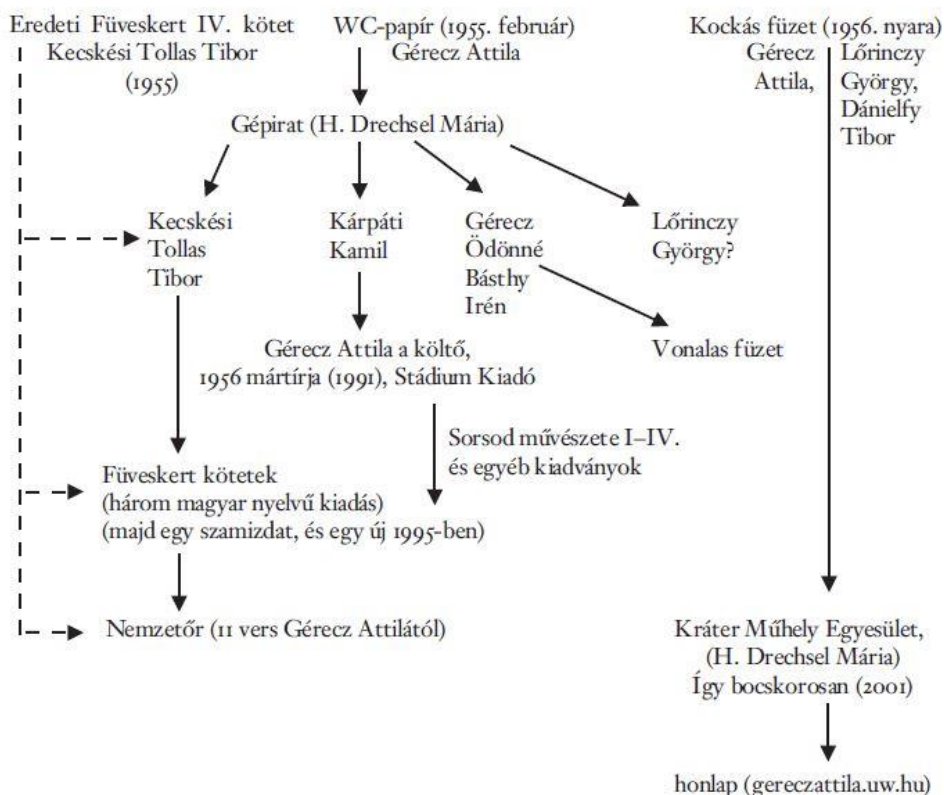 Eredeti Füveskert IV. kötet
Kecskési Tollas Tibor
(1955)
WC-papír (1955. február)
Gérecz Attila
Kockás füzet (1956. nyara)
Gérecz
Attila,
Lőrinczy
György,
Dánielfy
Tibor
Gépirat (H. Drechsel Mária)
Kecskési
Tollas
Tibor
Kárpáti
Kamil
Gérecz
Ödönné
Básthy
Irén
Lőrinczy
György?
Gérecz Attila a költő,
1956 mártírja (1991), Stádium Kiadó
Vonalas füzet
Sorsod művészete I–IV.
és egyéb kiadványok
Füveskert kötetek
(három magyar nyelvű kiadás)
(majd egy szamizdat, és egy új 1995-ben)
Nemzetőr (11 vers Gérecz Attilától)
Kráter Műhely Egyesület,
(H. Drechsel Mária)
Így bocskorosan (2001)
honlap (gereczattila.uw.hu)